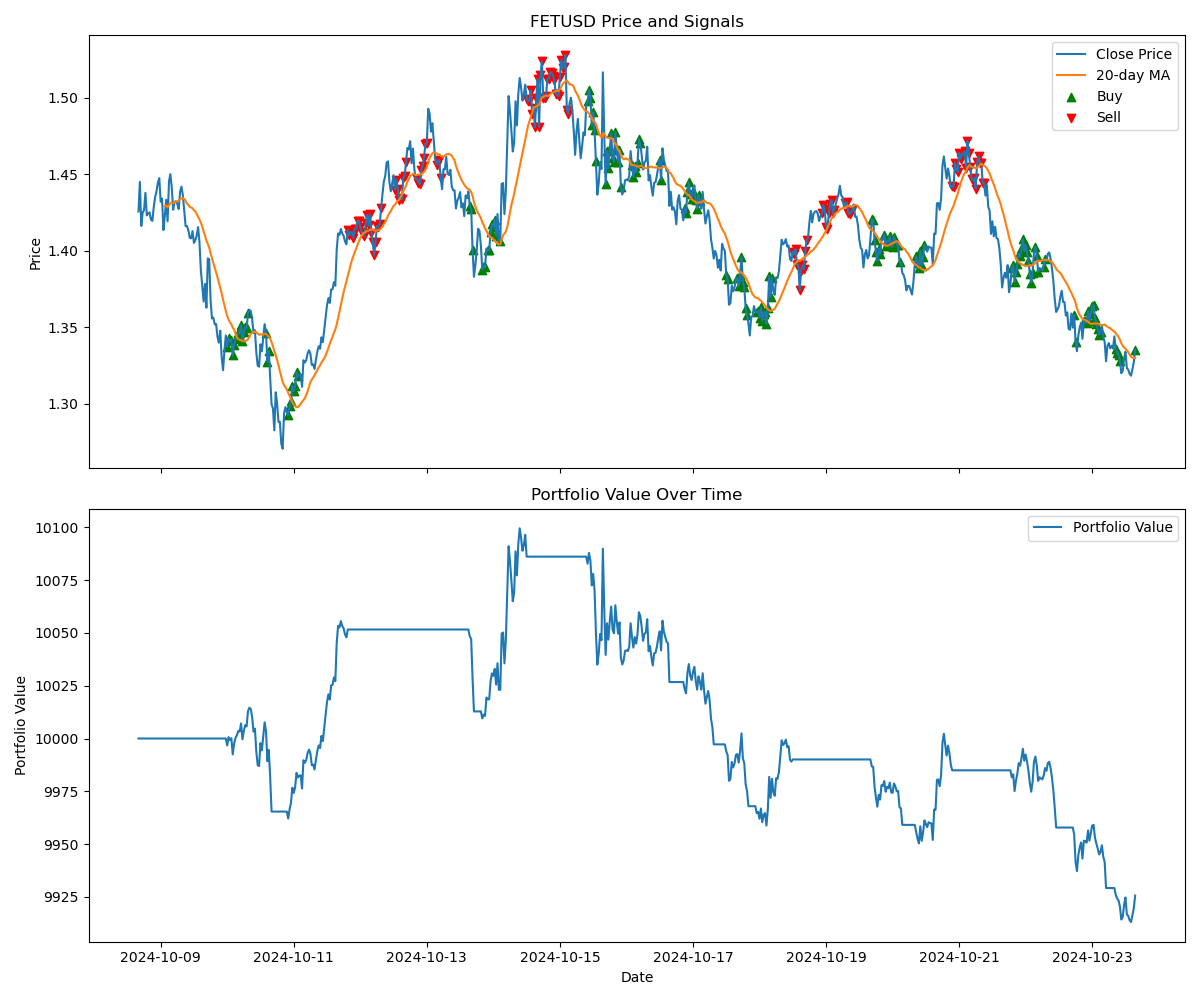 FETUSD Price and Signals
Close Price
20-day MA
Buy
Sell
Price
1.50
1.45
1.40
1.35
1.30
Portfolio Value Over Time
Portfolio Value
Portfolio Value
10100
10075
10050
10025
10000
9975
9950
9925
2024-10-09
2024-10-11
2024-10-13
2024-10-15
2024-10-17
2024-10-19
2024-10-21
2024-10-23
Date